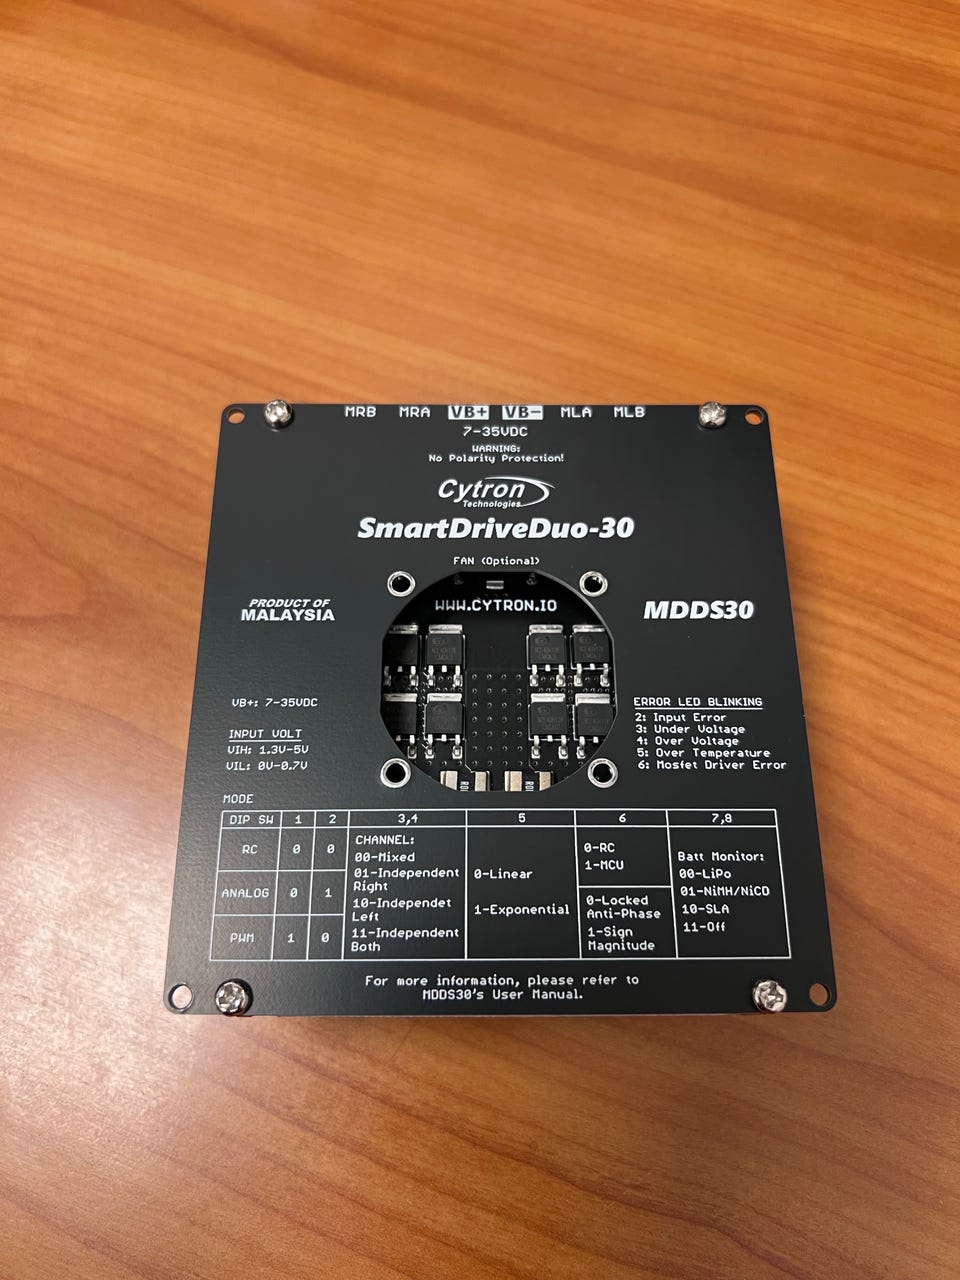 MRB MRA VB+ VB- MLA MLB
7-35VDC
WARNING:
No Polarity Protection!
Cytron
Technologies
SmartDriveDuo-30
FAN (Optional)
WWW.CYTRON.IO
PRODUCT OF
MALAYSIA
MDDS30
VB+: 7-35VDC
INPUT VOLT
VIH: 1.3V-5V
VIL: 0V-0.7V
ERROR LED BLINKING
2: Input Error
3: Under Voltage
4: Over Voltage
5: Over Temperature
6: Mosfet Driver Error
MODE
DIP SW 1 2 3,4 5 6 7,8
RC 0 0
ANALOG 0 1
PWM 1 0
CHANNEL:
00-Mixed
01-Independent
Right
10-Independet
Left
11-Independent
Both
0-Linear
1-Exponential
0-RC
1-MCU
0-Locked
Anti-Phase
1-Sign
Magnitude
Batt Monitor:
00-LiPo
01-NiMH/NiCD
10-SLA
11-Off
For more information, please refer to
MDDS30's User Manual.